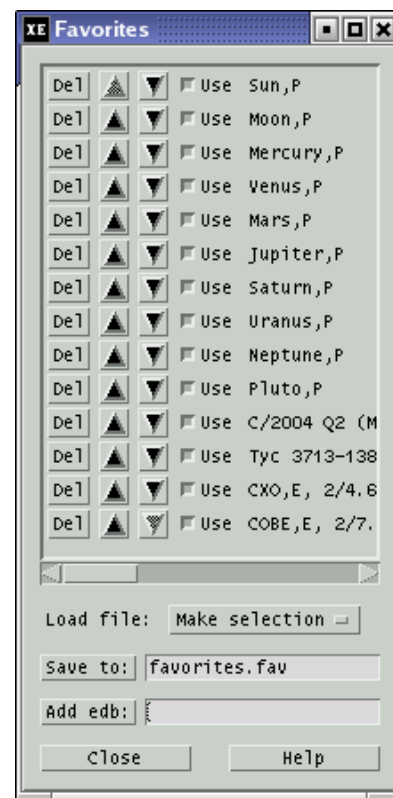 XE Favorites
Del Use Sun,P
Del Use Moon,P
Del Use Mercury,P
Del Use Venus,P
Del Use Mars,P
Del Use Jupiter,P
Del Use Saturn,P
Del Use Uranus,P
Del Use Neptune,P
Del Use Pluto,P
Del Use C/2004 Q2 (M
Del Use Tyc 3713-138
Del Use CXO,E, 2/4.6
Del Use COBE,E, 2/7.
Load file: Make selection
Save to: favorites.fav
Add edb:
Close Help